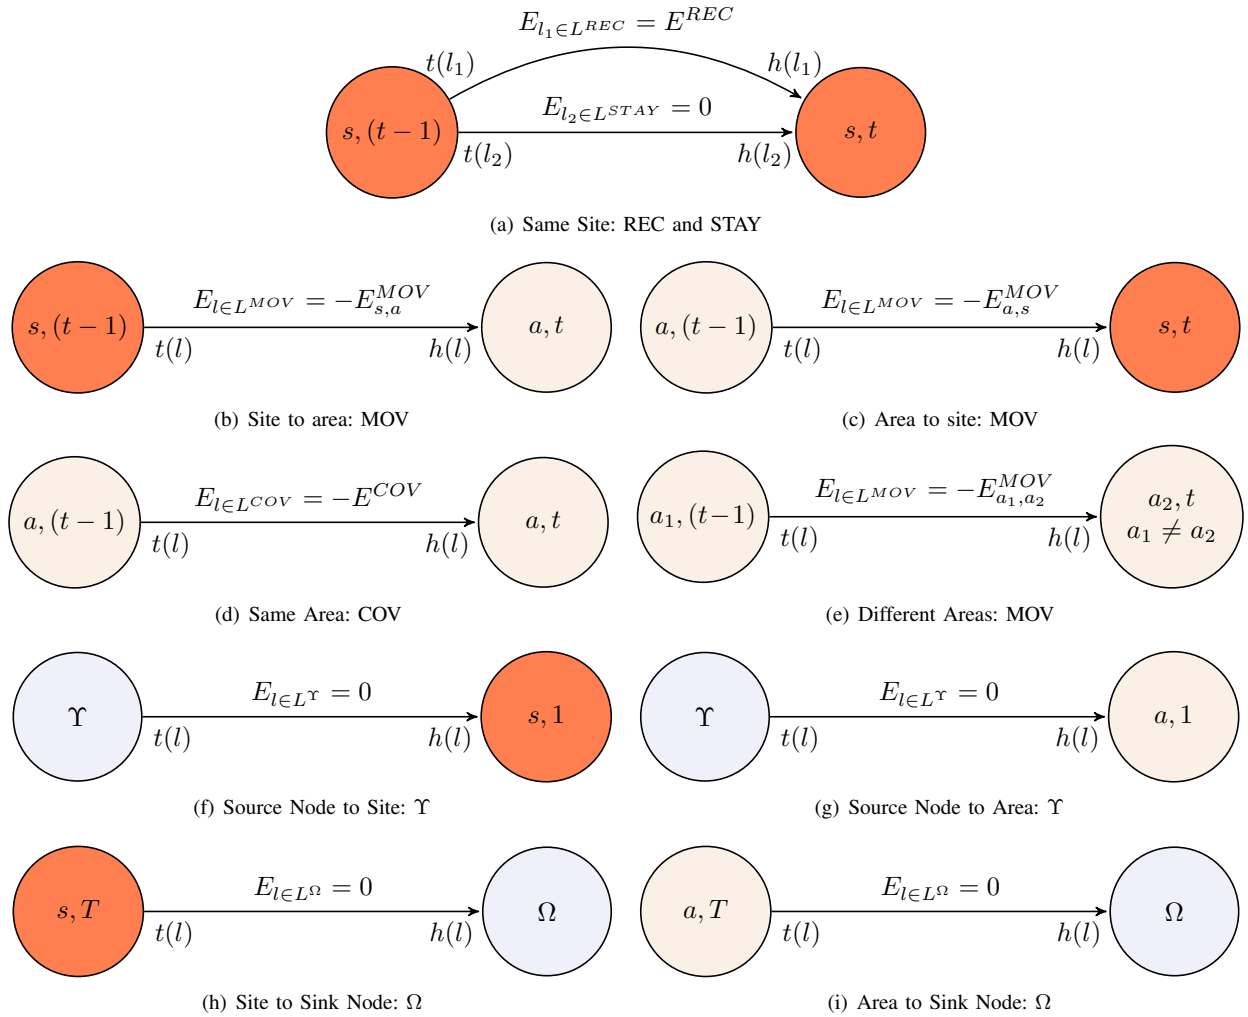 E_{l_1∈L^{REC}} = E^{REC}
t(l_1) h(l_1)
E_{l_2∈L^{STAY}} = 0
s, (t − 1) s, t
t(l_2) h(l_2)
(a) Same Site: REC and STAY
E_{l∈L^{MOV}} = −E^{MOV}_{s,a}
s, (t − 1) a, t
t(l) h(l)
(b) Site to area: MOV
E_{l∈L^{MOV}} = −E^{MOV}_{a,s}
a, (t − 1) s, t
t(l) h(l)
(c) Area to site: MOV
E_{l∈L^{COV}} = −E^{COV}
a, (t − 1) a, t
t(l) h(l)
(d) Same Area: COV
E_{l∈L^{MOV}} = −E^{MOV}_{a_1,a_2}
a_1, (t−1) a_2, t
a_1 ≠ a_2
t(l) h(l)
(e) Different Areas: MOV
E_{l∈L^Υ} = 0
Υ s, 1
t(l) h(l)
(f) Source Node to Site: Υ
E_{l∈L^Υ} = 0
Υ a, 1
t(l) h(l)
(g) Source Node to Area: Υ
E_{l∈L^Ω} = 0
s, T Ω
t(l) h(l)
(h) Site to Sink Node: Ω
E_{l∈L^Ω} = 0
a, T Ω
t(l) h(l)
(i) Area to Sink Node: Ω